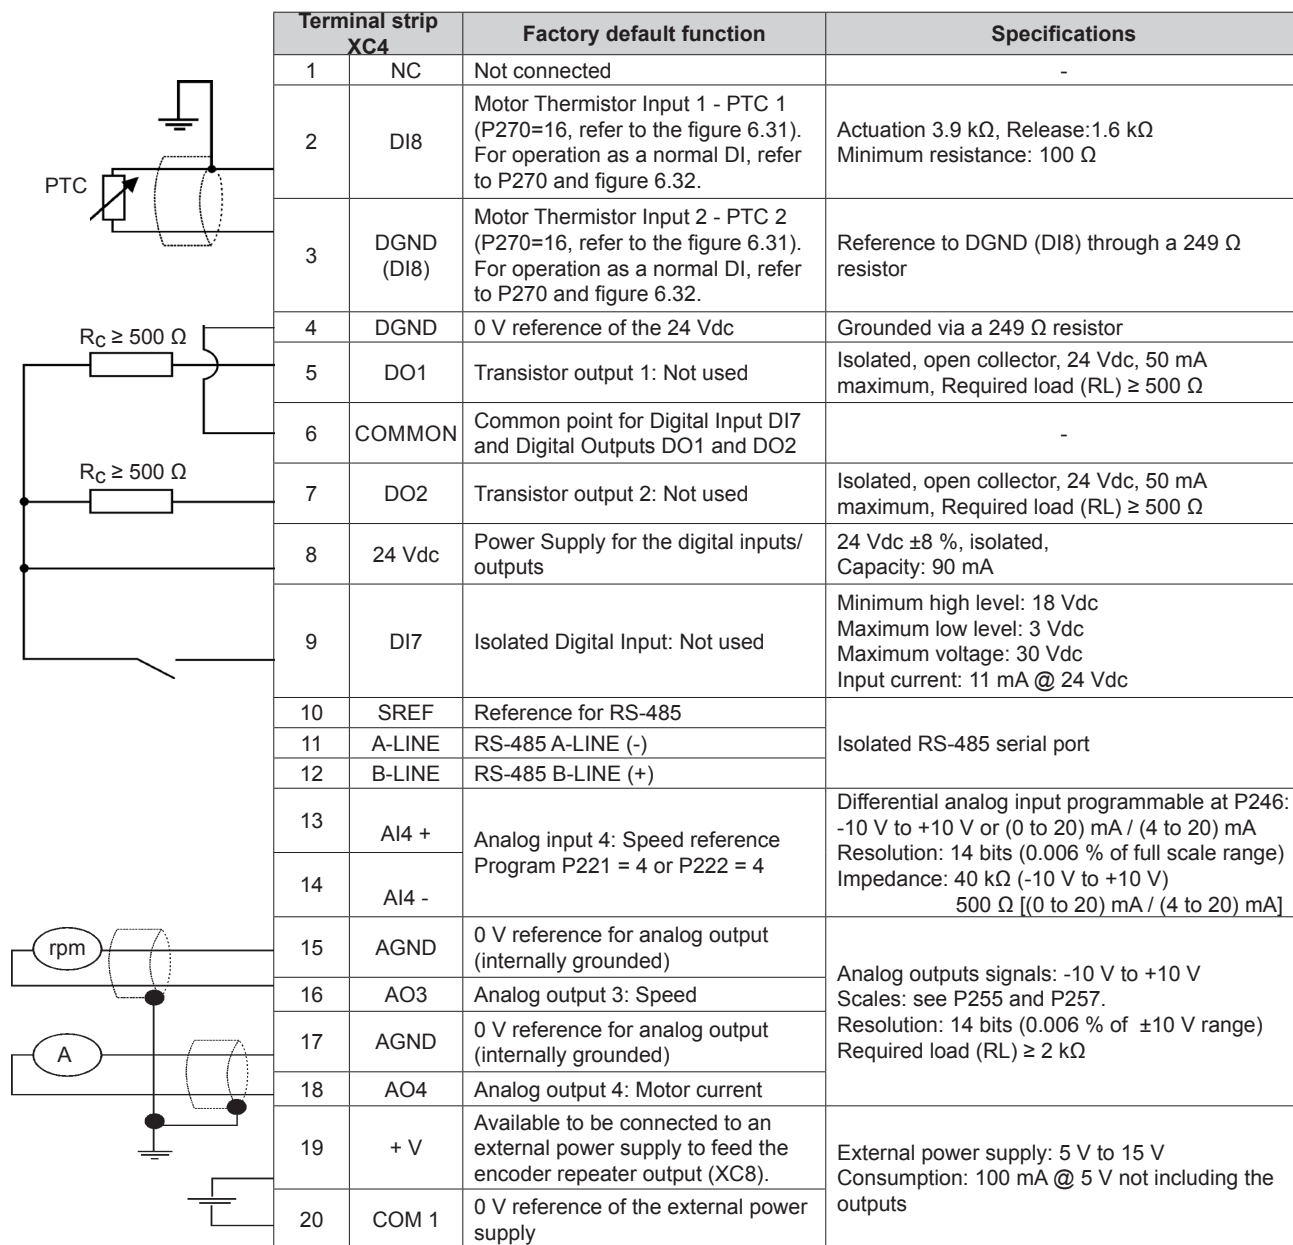 Terminal strip XC4 Factory default function Specifications
1 NC Not connected -
PTC
2 DI8 Motor Thermistor Input 1 - PTC 1
(P270=16, refer to the figure 6.31).
For operation as a normal DI, refer
to P270 and figure 6.32.
Actuation 3.9 kΩ, Release:1.6 kΩ
Minimum resistance: 100 Ω
3 DGND
(DI8)
Motor Thermistor Input 2 - PTC 2
(P270=16, refer to the figure 6.31).
For operation as a normal DI, refer
to P270 and figure 6.32.
Reference to DGND (DI8) through a 249 Ω
resistor
4 DGND 0 V reference of the 24 Vdc Grounded via a 249 Ω resistor
RC ≥ 500 Ω
5 DO1 Transistor output 1: Not used
Isolated, open collector, 24 Vdc, 50 mA
maximum, Required load (RL) ≥ 500 Ω
6 COMMON Common point for Digital Input DI7
and Digital Outputs DO1 and DO2
-
RC ≥ 500 Ω
7 DO2 Transistor output 2: Not used
Isolated, open collector, 24 Vdc, 50 mA
maximum, Required load (RL) ≥ 500 Ω
8 24 Vdc Power Supply for the digital inputs/
outputs
24 Vdc ±8 %, isolated,
Capacity: 90 mA
9 DI7 Isolated Digital Input: Not used
Minimum high level: 18 Vdc
Maximum low level: 3 Vdc
Maximum voltage: 30 Vdc
Input current: 11 mA @ 24 Vdc
10 SREF Reference for RS-485
11 A-LINE RS-485 A-LINE (-)
12 B-LINE RS-485 B-LINE (+)
Isolated RS-485 serial port
13 AI4 +
14 AI4 -
Analog input 4: Speed reference
Program P221 = 4 or P222 = 4
Differential analog input programmable at P246:
-10 V to +10 V or (0 to 20) mA / (4 to 20) mA
Resolution: 14 bits (0.006 % of full scale range)
Impedance: 40 kΩ (-10 V to +10 V)
500 Ω [(0 to 20) mA / (4 to 20) mA]
rpm
15 AGND 0 V reference for analog output
(internally grounded)
16 AO3 Analog output 3: Speed
A
17 AGND 0 V reference for analog output
(internally grounded)
18 AO4 Analog output 4: Motor current
Analog outputs signals: -10 V to +10 V
Scales: see P255 and P257.
Resolution: 14 bits (0.006 % of ±10 V range)
Required load (RL) ≥ 2 kΩ
19 + V Available to be connected to an
external power supply to feed the
encoder repeater output (XC8).
20 COM 1 0 V reference of the external power
supply
External power supply: 5 V to 15 V
Consumption: 100 mA @ 5 V not including the
outputs